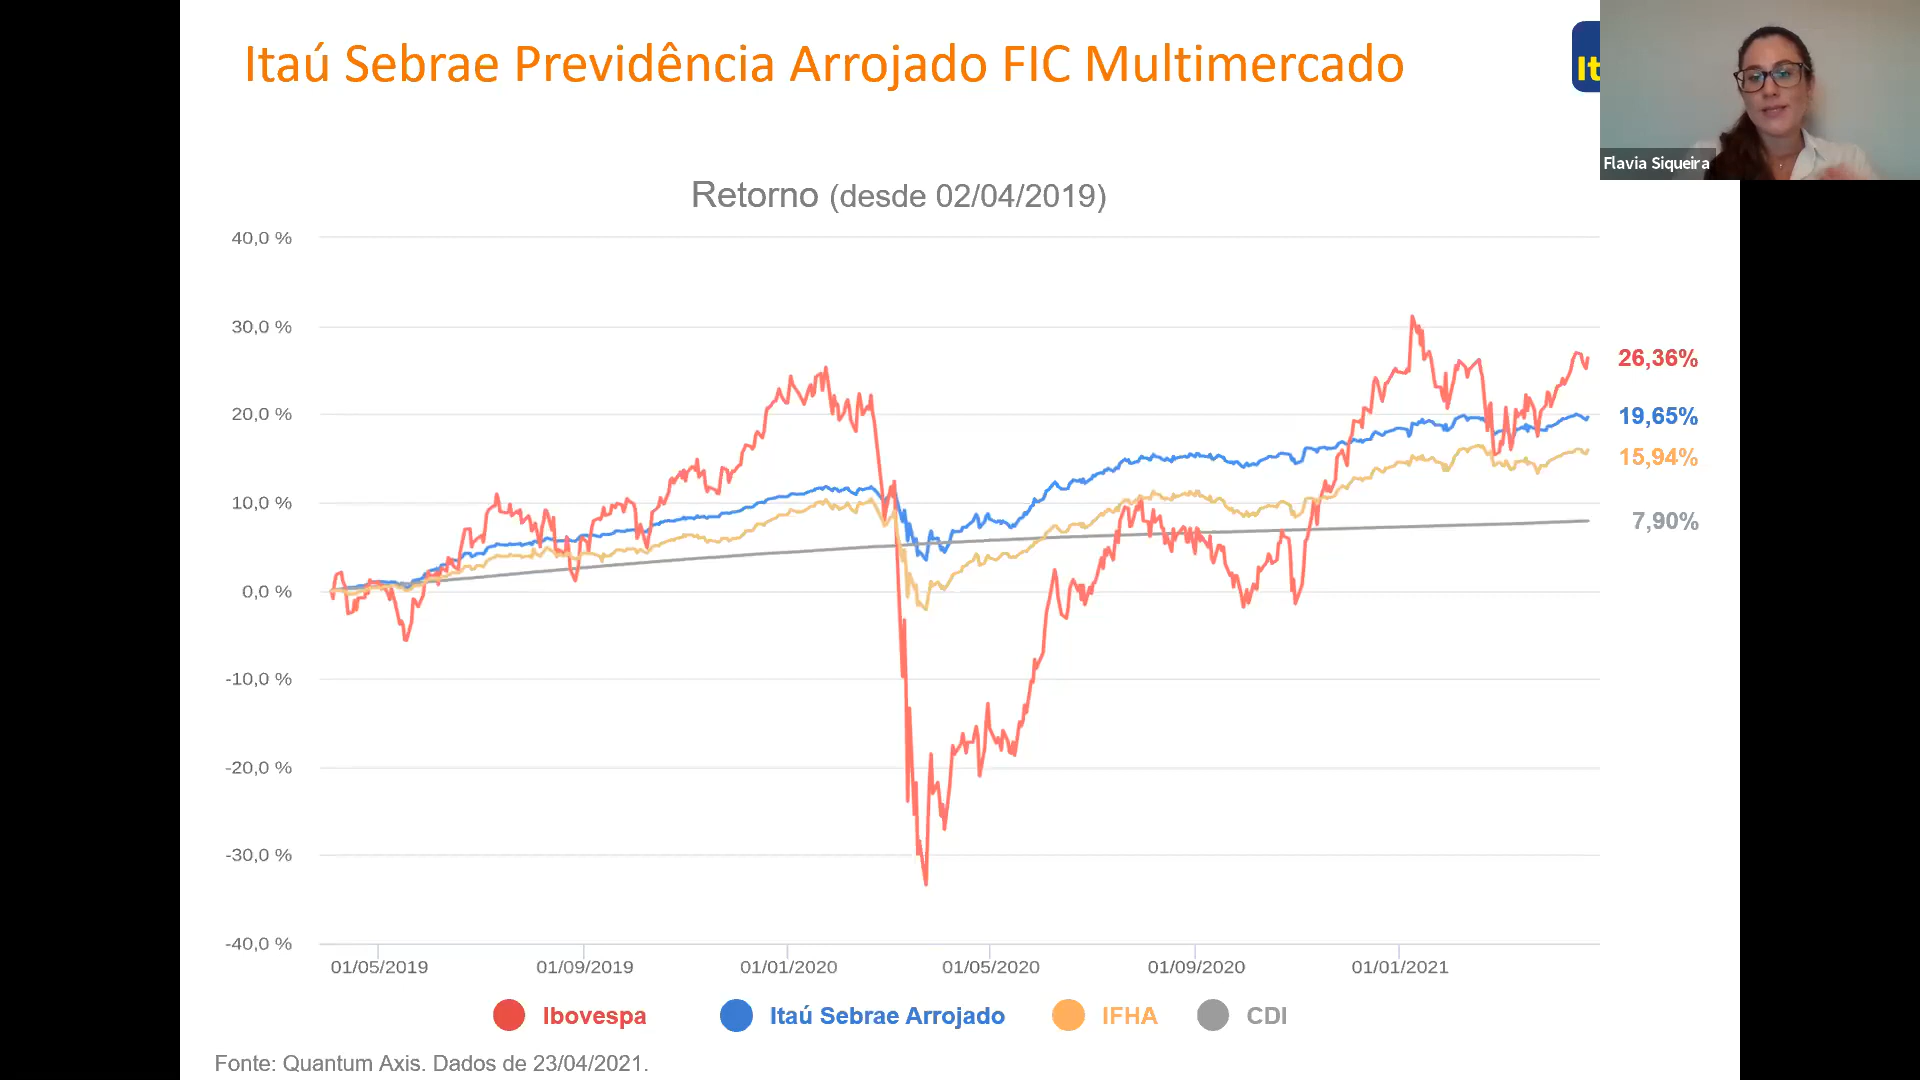 Itaú Sebrae Previdência Arrojado FIC Multimercado
It
Flavia Siqueira
Retorno (desde 02/04/2019)
40,0 %
30,0 %
20,0 %
10,0 %
0,0 %
-10,0 %
-20,0 %
-30,0 %
-40,0 %
26,36%
19,65%
15,94%
7,90%
01/05/2019 01/09/2019 01/01/2020 01/05/2020 01/09/2020 01/01/2021
Ibovespa Itaú Sebrae Arrojado IFHA CDI
Fonte: Quantum Axis. Dados de 23/04/2021.